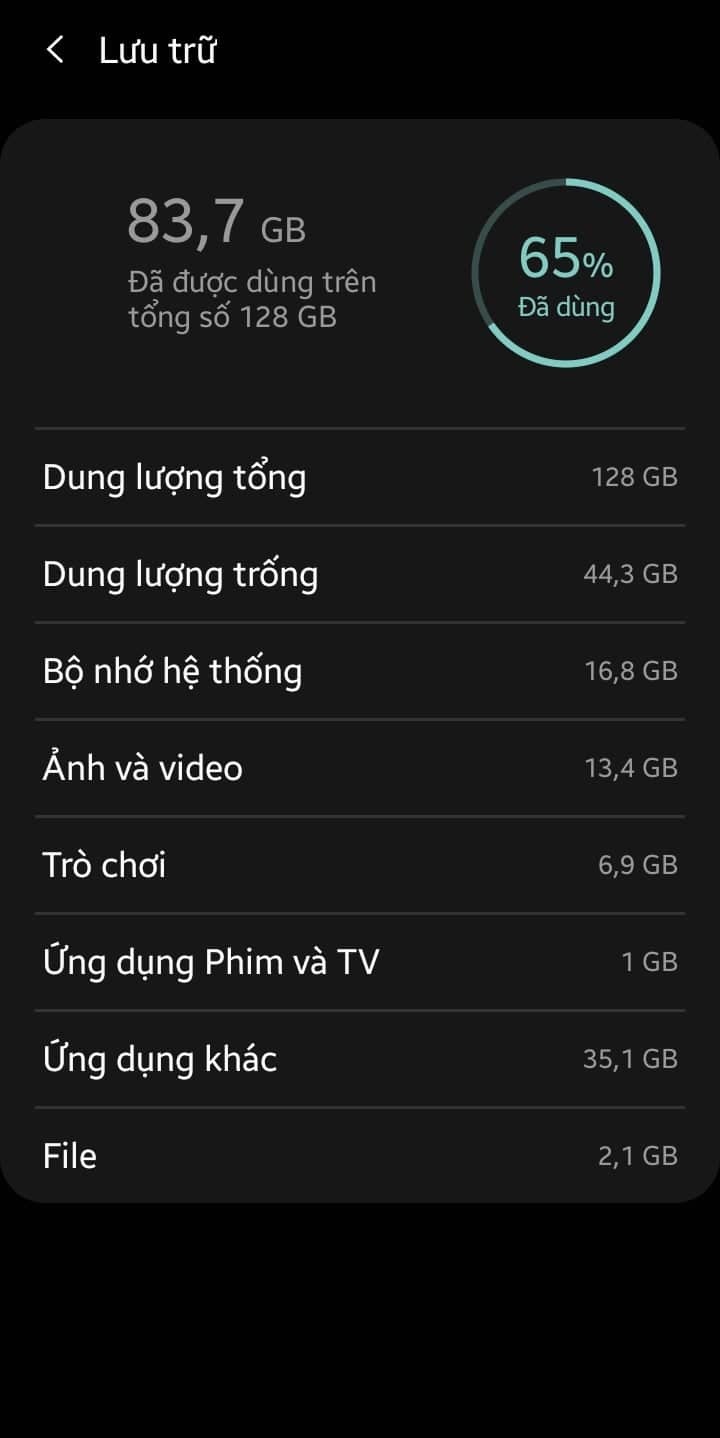 Lưu trữ
83,7 GB
Đã được dùng trên
tổng số 128 GB
65%
Đã dùng
Dung lượng tổng 128 GB
Dung lượng trống 44,3 GB
Bộ nhớ hệ thống 16,8 GB
Ảnh và video 13,4 GB
Trò chơi 6,9 GB
Ứng dụng Phim và TV 1 GB
Ứng dụng khác 35,1 GB
File 2,1 GB